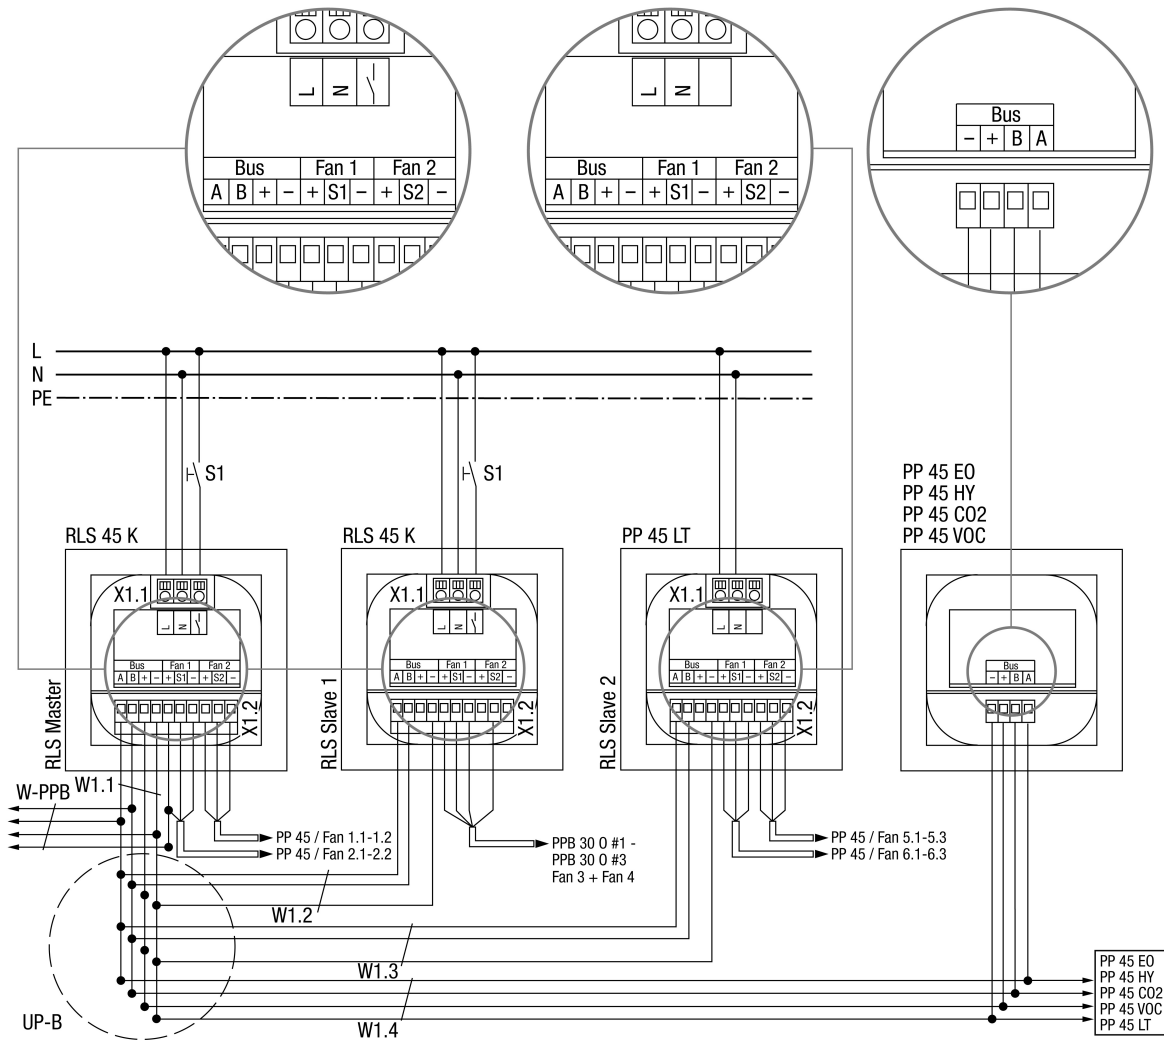 L N
L N
Bus
- + B A
Bus Fan 1 Fan 2
A B + - + S1 - + S2 -
Bus Fan 1 Fan 2
A B + - + S1 - + S2 -
L
N
PE
S1
S1
PP 45 EO
PP 45 HY
PP 45 CO2
PP 45 VOC
RLS 45 K
RLS 45 K
PP 45 LT
X1.1
X1.1
X1.1
L N
L N
L N
Bus Fan 1 Fan 2
A B + - + S1 - + S2 -
Bus Fan 1 Fan 2
A B + - + S1 - + S2 -
Bus Fan 1 Fan 2
A B + - + S1 - + S2 -
Bus
- + B A
X1.2
X1.2
X1.2
RLS Master
RLS Slave 1
RLS Slave 2
W-PPB
W1.1
PP 45 / Fan 1.1-1.2
PP 45 / Fan 2.1-2.2
PPB 30 O #1 -
PPB 30 O #3
Fan 3 + Fan 4
PP 45 / Fan 5.1-5.3
PP 45 / Fan 6.1-6.3
W1.2
W1.3
W1.4
UP-B
PP 45 EO
PP 45 HY
PP 45 CO2
PP 45 VOC
PP 45 LT